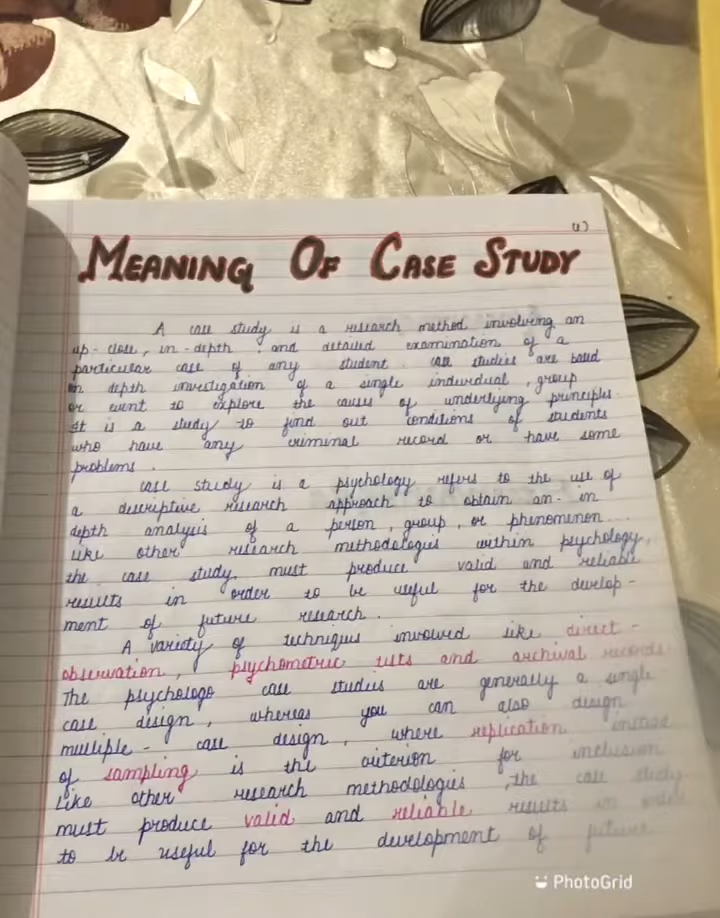 (1)
MEANING OF CASE STUDY
A case study is a research method involving an
up-close, in-depth, and detailed examination of a
particular case of any student. case studies are based
on depth investigation of a single individual, group
or event to explore the causes of underlying principles.
It is a study to find out conditions of students
who have any criminal record or have some
problems.
case study is a psychology refers to the use of
a descriptive research approach to obtain an-in
depth analysis of a person, group, or phenomenon.
Like other research methodologies within psychology,
the case study must produce valid and reliable
results in order to be useful for the develop-
ment of future research.
A variety of techniques invowed like direct-
observation, psychometric tests and archival records.
The psychologo case studies are generally a single
case design, whereas you can also design
multiple-case design, where replication instead
of sampling is the criterion for inclusion
Like other research methodologies, the case study
must produce valid and reliable results in order
to be useful for the development of future
PhotoGrid